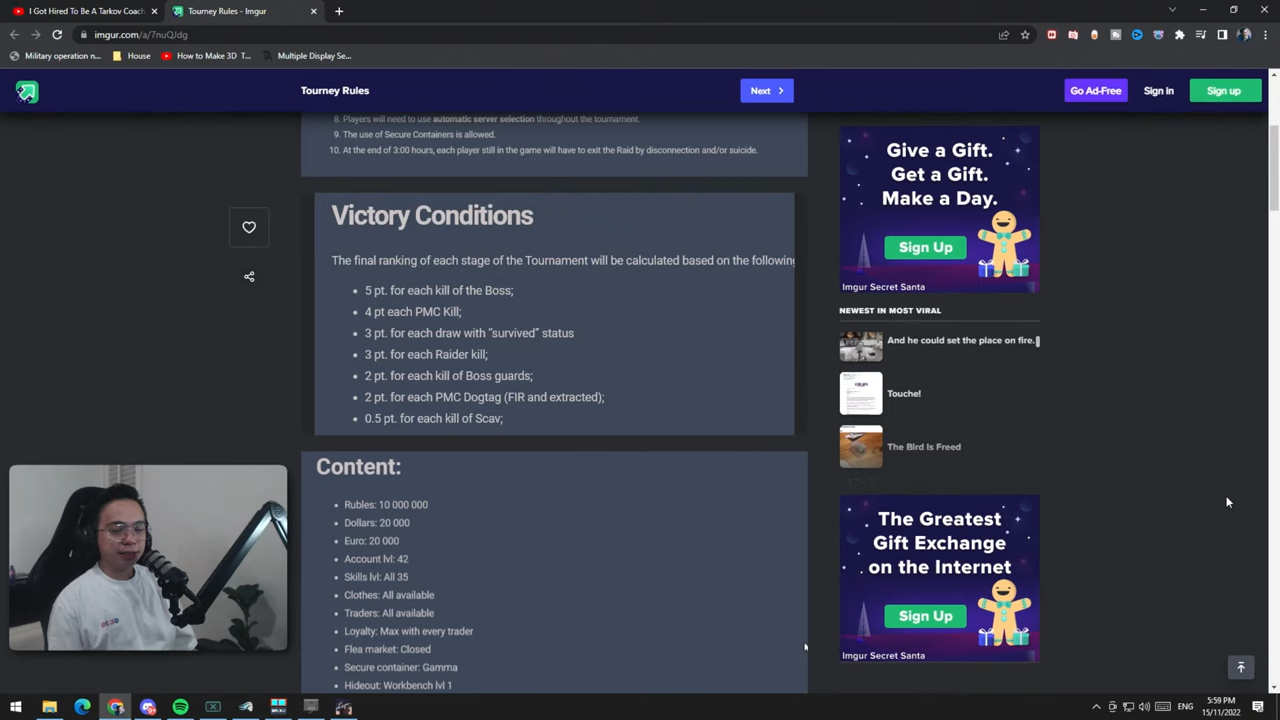 I Got Hired To Be A Tarkov Coach
Tourney Rules - Imgur
imgur.com/a/7nuQJdg
Military operation n...
House
How to Make 3D T...
Multiple Display Se...
Tourney Rules
Next
Go Ad-Free
Sign in
Sign up
8. Players will need to use automatic server selection throughout the tournament.
9. The use of Secure Containers is allowed.
10. At the end of 3:00 hours, each player still in the game will have to exit the Raid by disconnection and/or suicide.
Victory Conditions
The final ranking of each stage of the Tournament will be calculated based on the following
5 pt. for each kill of the Boss;
4 pt each PMC Kill;
3 pt. for each draw with "survived" status
3 pt. for each Raider kill;
2 pt. for each kill of Boss guards;
2 pt. for each PMC Dogtag (FIR and extracted);
0.5 pt. for each kill of Scav;
Content:
Rubles: 10 000 000
Dollars: 20 000
Euro: 20 000
Account lvl: 42
Skills lvl: All 35
Clothes: All available
Traders: All available
Loyalty: Max with every trader
Flea market: Closed
Secure container: Gamma
Hideout: Workbench lvl 1
Give a Gift.
Get a Gift.
Make a Day.
Sign Up
Imgur Secret Santa
NEWEST IN MOST VIRAL
And he could set the place on fire.
Touche!
The Bird Is Freed
The Greatest
Gift Exchange
on the Internet
Sign Up
Imgur Secret Santa
ENG
5:59 PM
15/11/2022